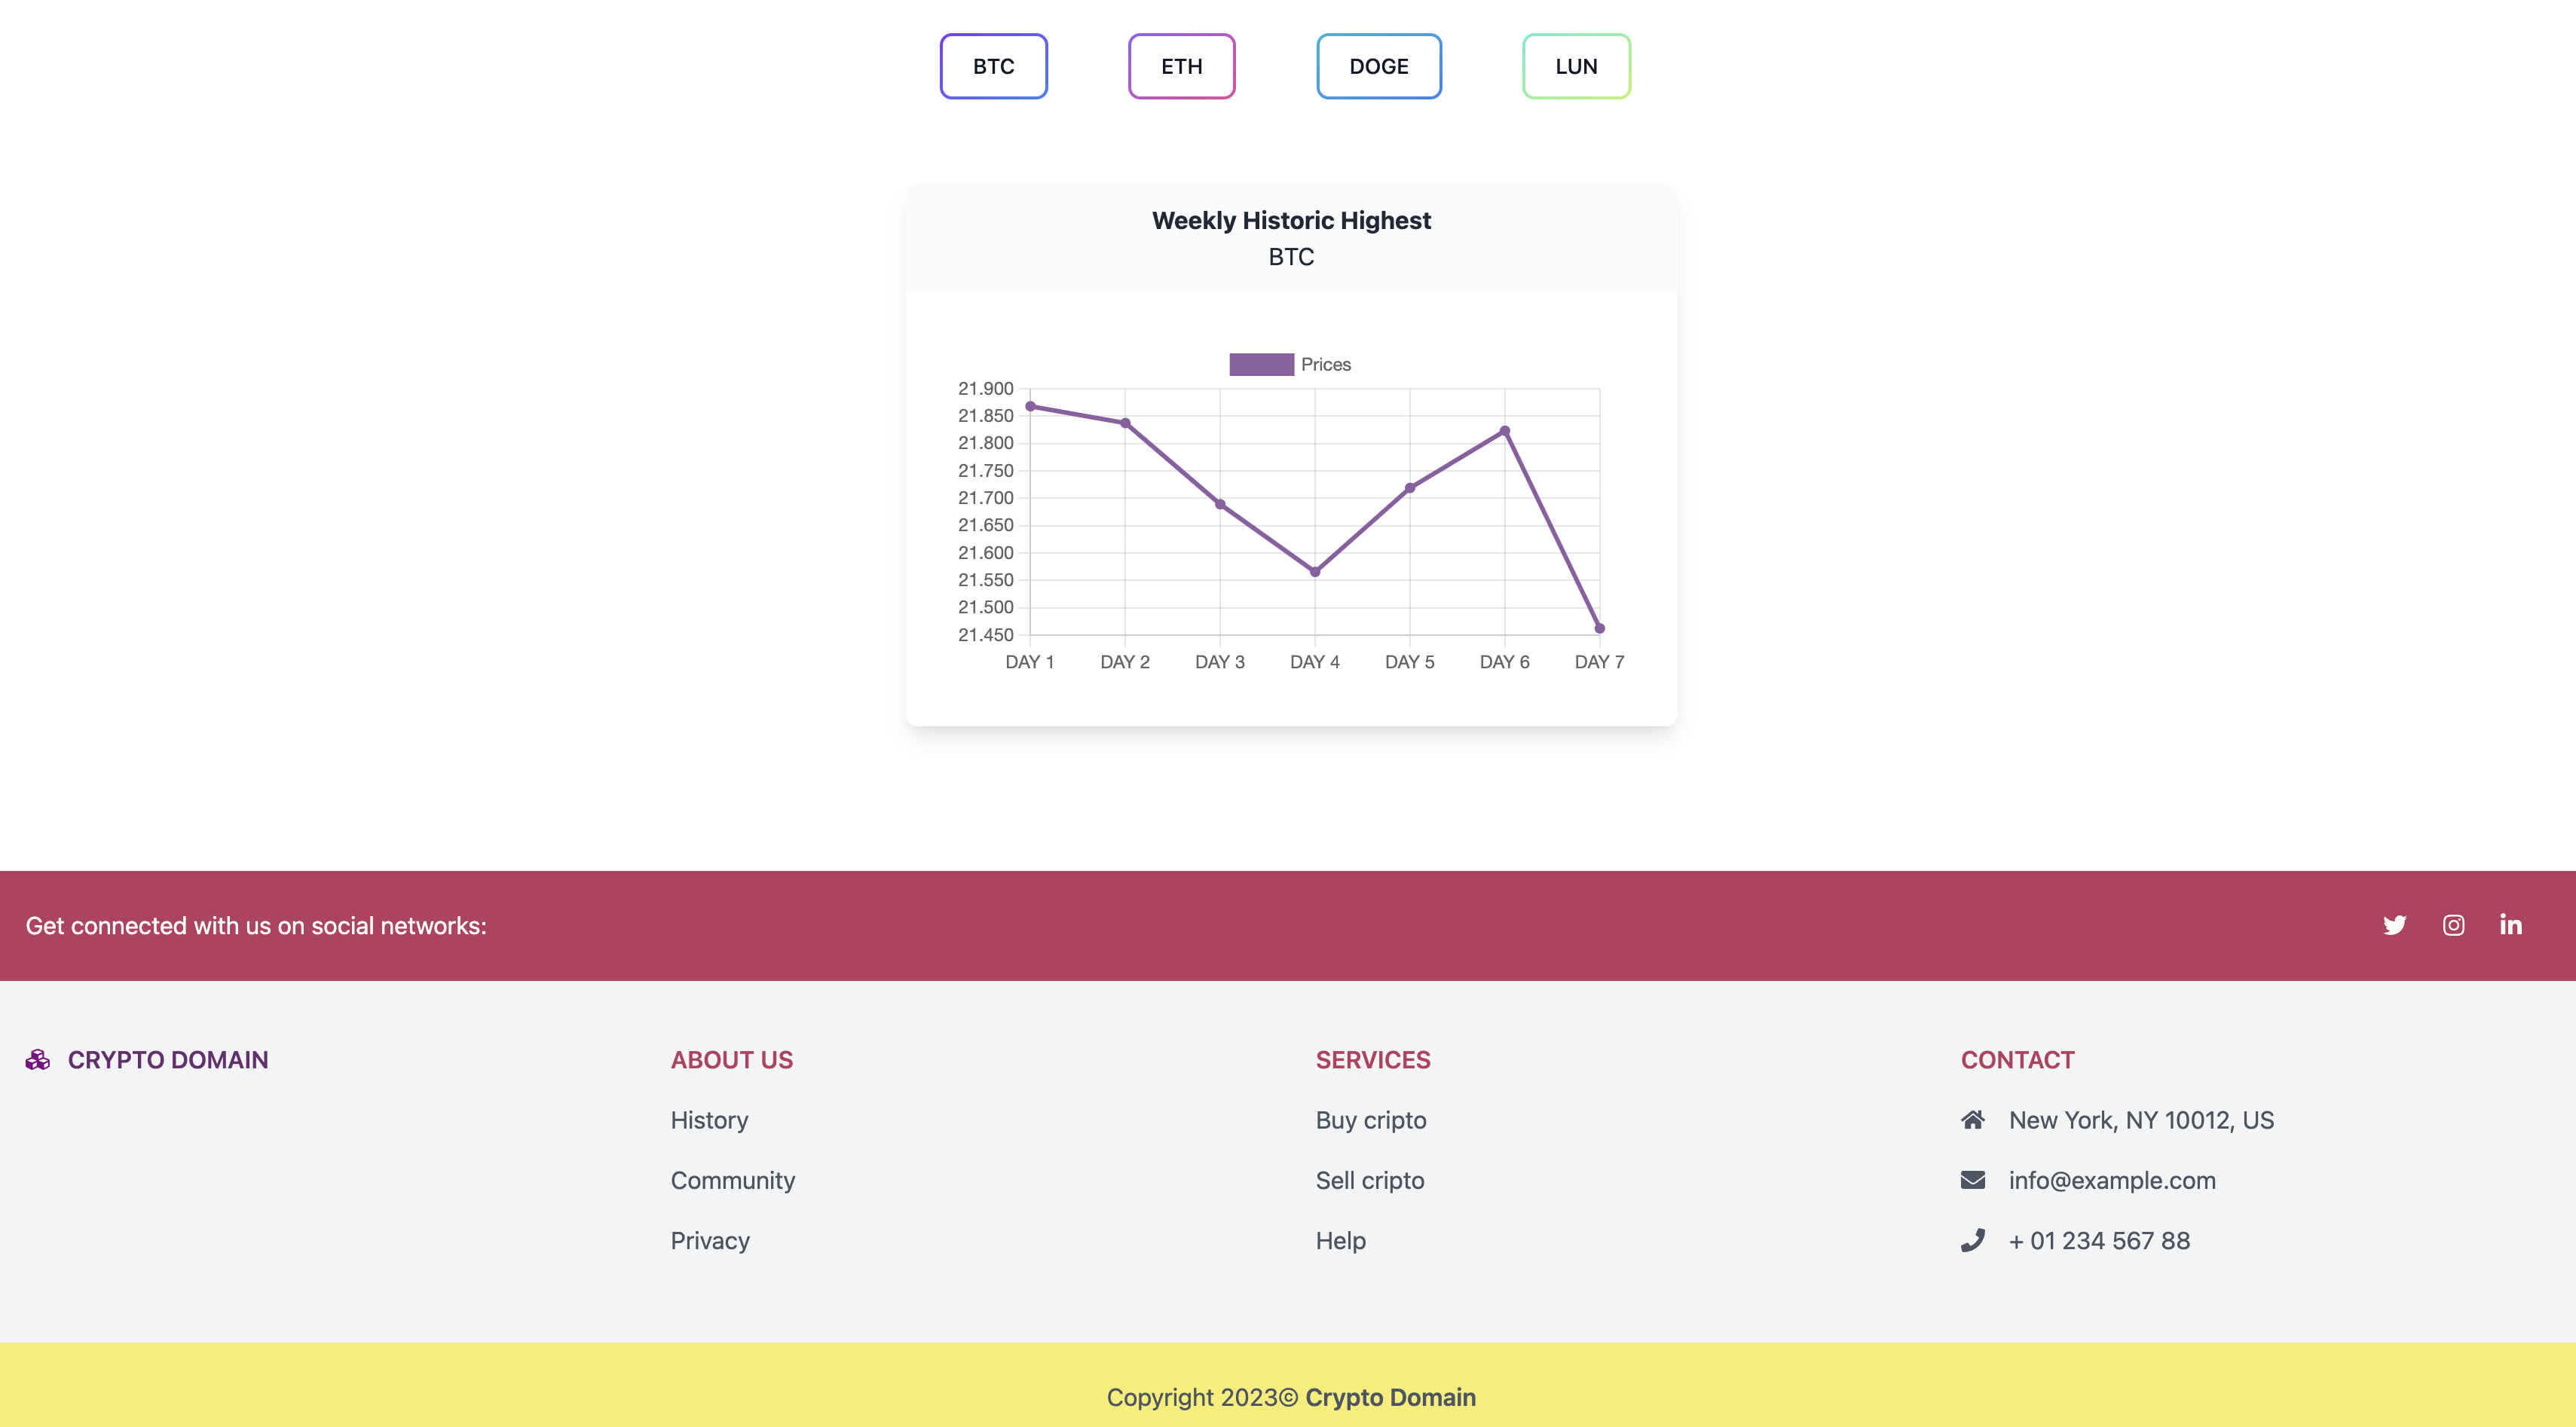 BTC ETH DOGE LUN
Weekly Historic Highest
BTC
Prices
21.900
21.850
21.800
21.750
21.700
21.650
21.600
21.550
21.500
21.450
DAY 1 DAY 2 DAY 3 DAY 4 DAY 5 DAY 6 DAY 7
Get connected with us on social networks:
CRYPTO DOMAIN
ABOUT US
History
Community
Privacy
SERVICES
Buy cripto
Sell cripto
Help
CONTACT
New York, NY 10012, US
info@example.com
+ 01 234 567 88
Copyright 2023© Crypto Domain